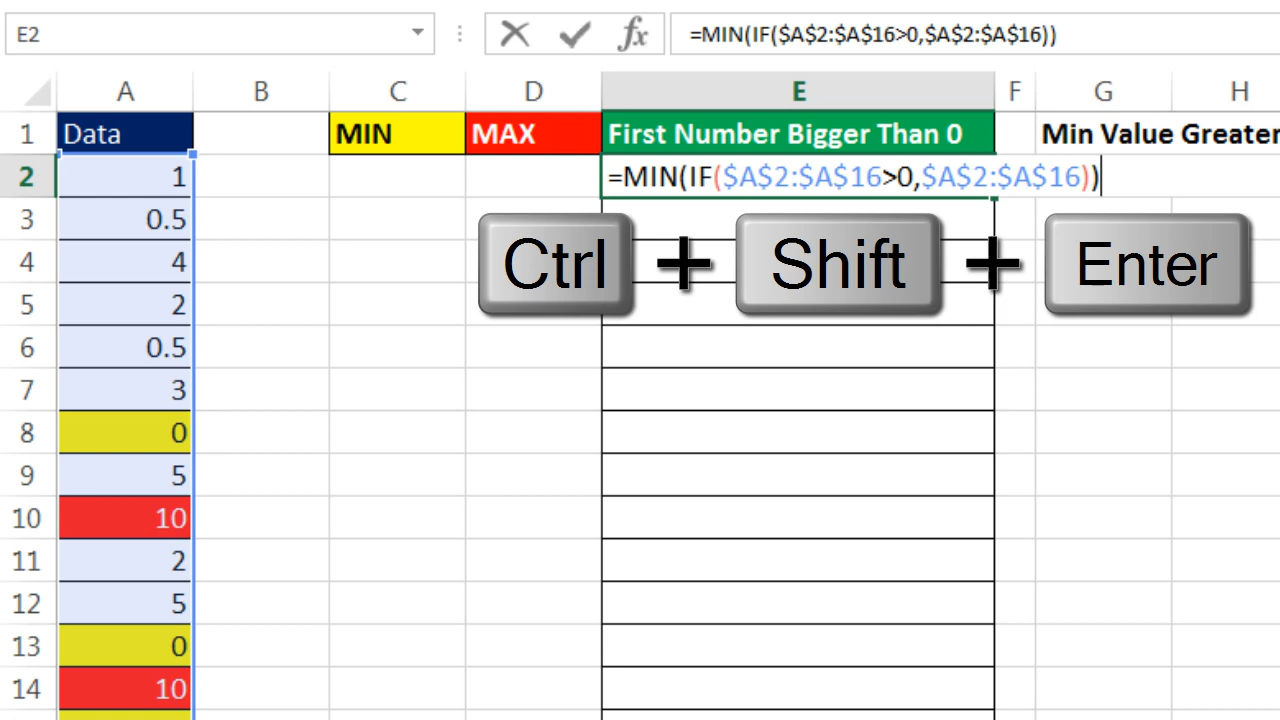 E2 fx =MIN(IF($A$2:$A$16>0,$A$2:$A$16))
A B C D E F G H
1 Data MIN MAX First Number Bigger Than 0 Min Value Greater
2 1 =MIN(IF($A$2:$A$16>0,$A$2:$A$16))
3 0.5
Ctrl + Shift + Enter
4 4
5 2
6 0.5
7 3
8 0
9 5
10 10
11 2
12 5
13 0
14 10